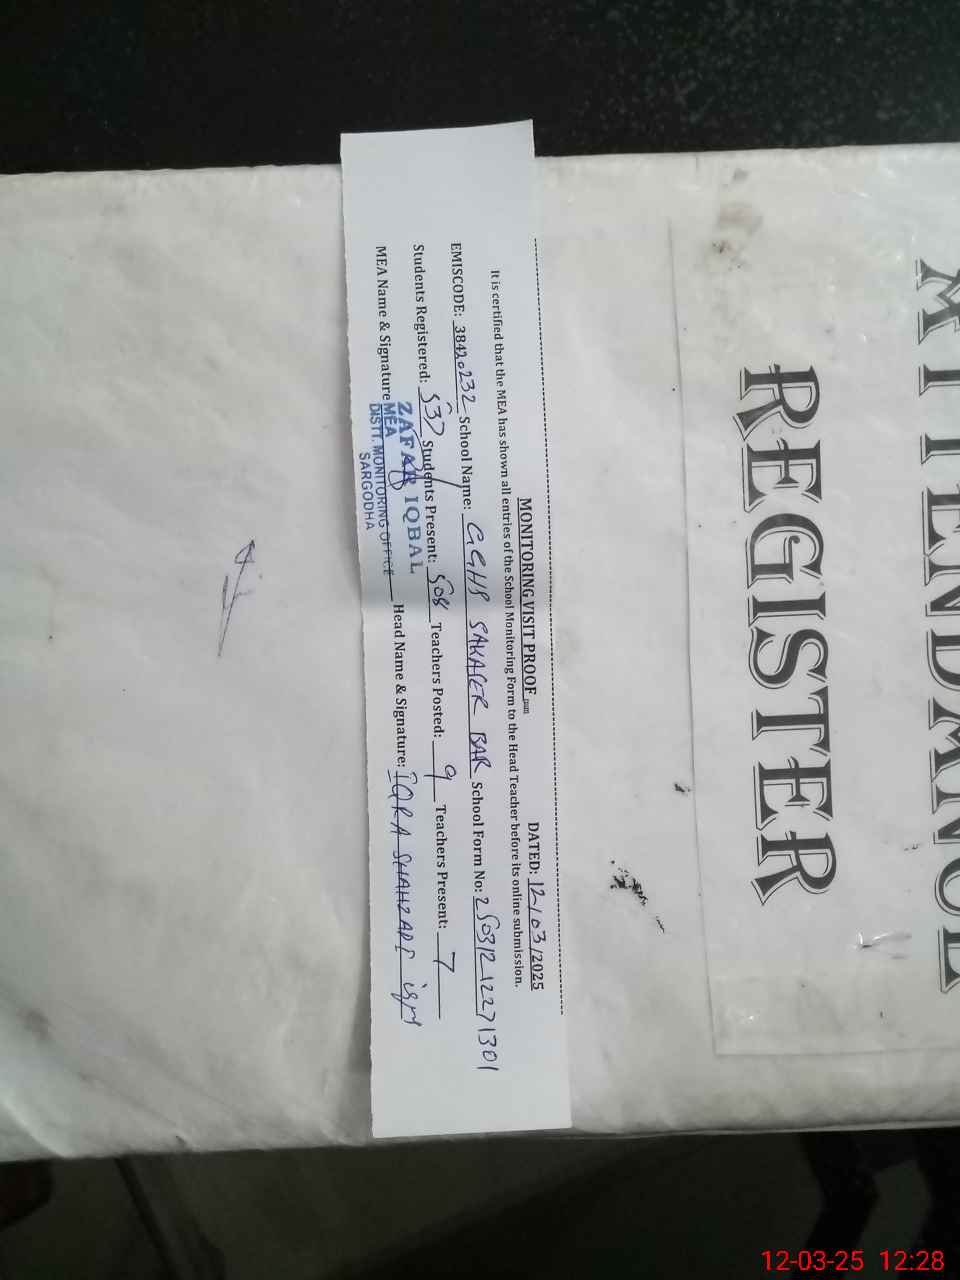 ATTENDANCE
REGISTER
MONITORING VISIT PROOF DATED: 12/03/2025
It is certified that the MEA has shown all entries of the School Monitoring Form to the Head Teacher before its online submission.
EMISCODE: 38420232 School Name: GGHS SAKASER BAR School Form No: 25031212271301
Students Registered: 537 Students Present: 508 Teachers Posted: 9 Teachers Present: 7
MEA Name & Signature Head Name & Signature: IQRA SHAHZADI
ZAFAR IQBAL
MEA
DISTT. MONITORING OFFICE
SARGODHA
12-03-25 12:28